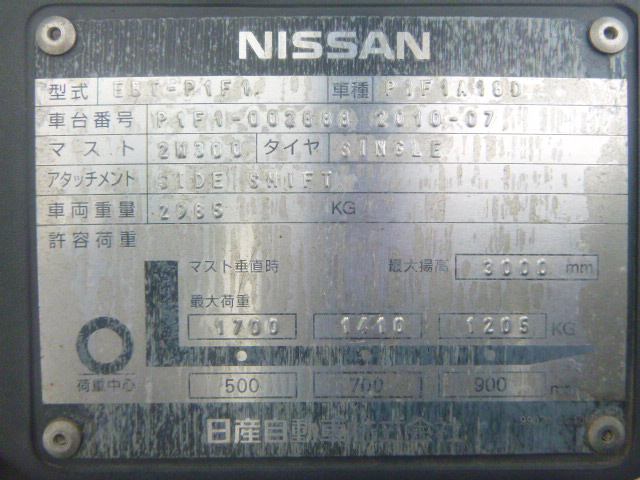 NISSAN
型式 EBT-P1F1 車種 P1F1A18D
車台番号 P1F1-002888 2010-07
マスト 2W300 タイヤ SINGLE
アタッチメント SIDE SHIFT
車両重量 KG
許容荷重
マスト垂直時 最大揚高 3000 mm
最大荷重
1700 1410 1205 KG
荷重中心 500 700 900
日産自動車株式会社